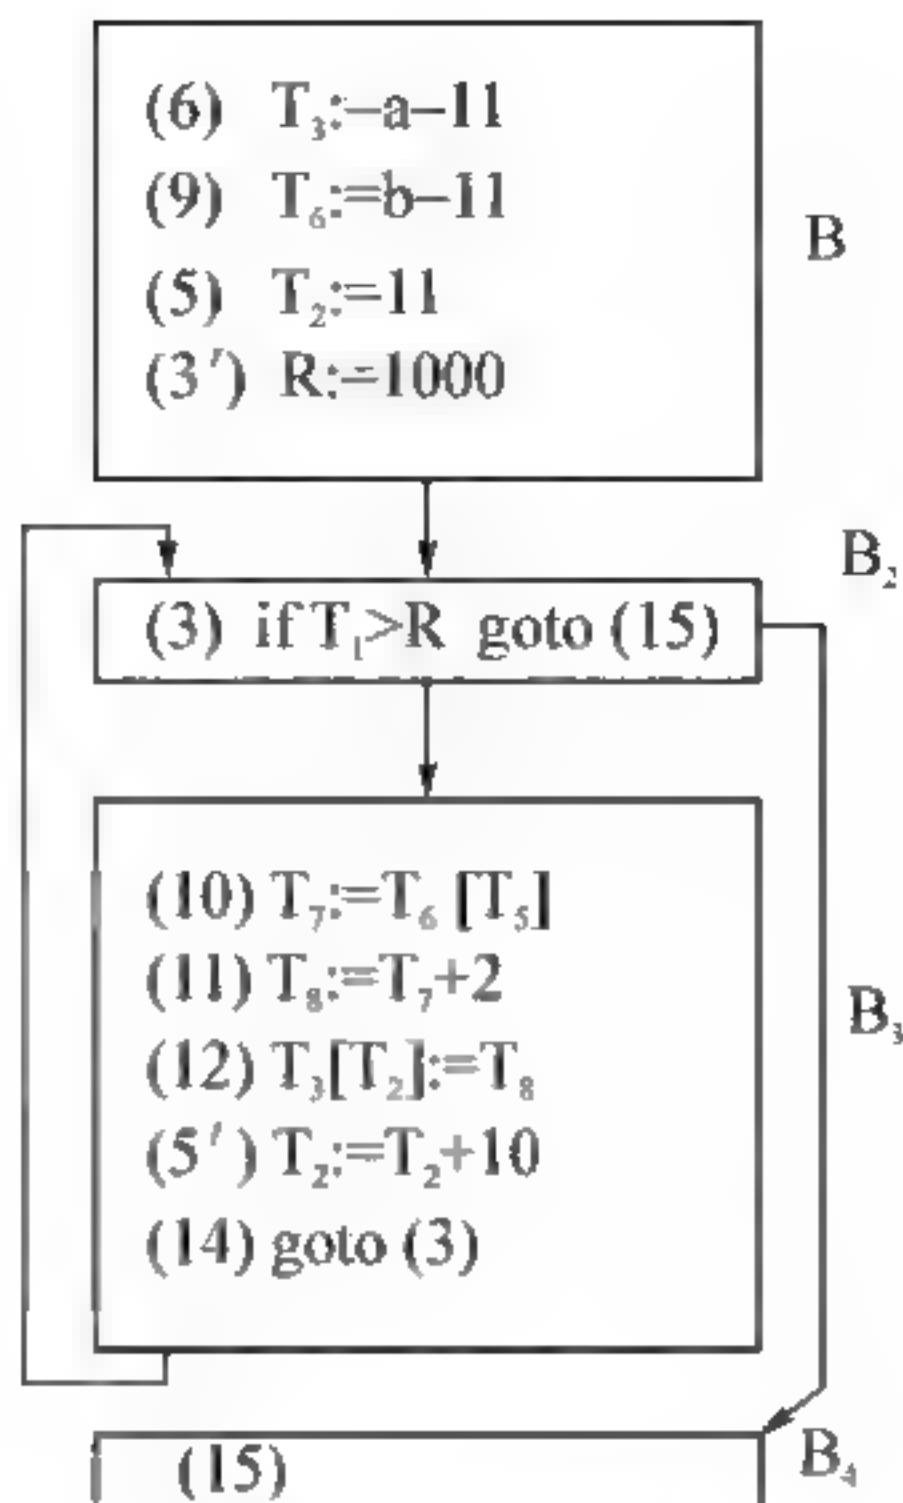 (6) T₃:–a–11
(9) T₆:=b–11
B
(5) T₂:=11
(3′) R:–1000
B₂
(3) if T₁>R goto (15)
(10) T₇:=T₆ [T₅]
(11) T₈:=T₇+2
B₃
(12) T₃[T₂]:=T₈
(5′) T₂:=T₂+10
(14) goto (3)
B₄
(15)